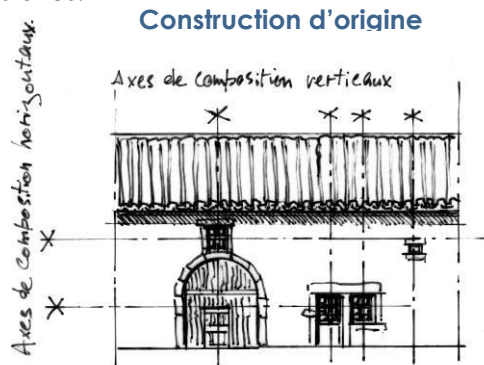 Construction d’origine
Axes de composition verticaux
Axes de composition horizontaux.